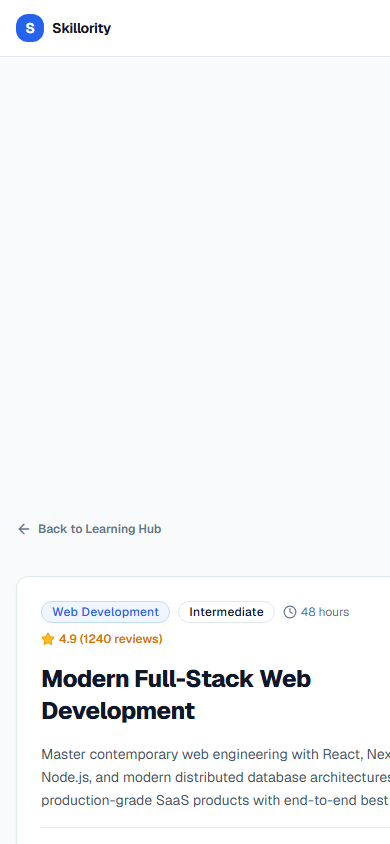 S Skillority
Back to Learning Hub
Web Development Intermediate 48 hours
4.9 (1240 reviews)
Modern Full-Stack Web
Development
Master contemporary web engineering with React,
Node.js, and modern distributed database architectures
production-grade SaaS products with end-to-end best